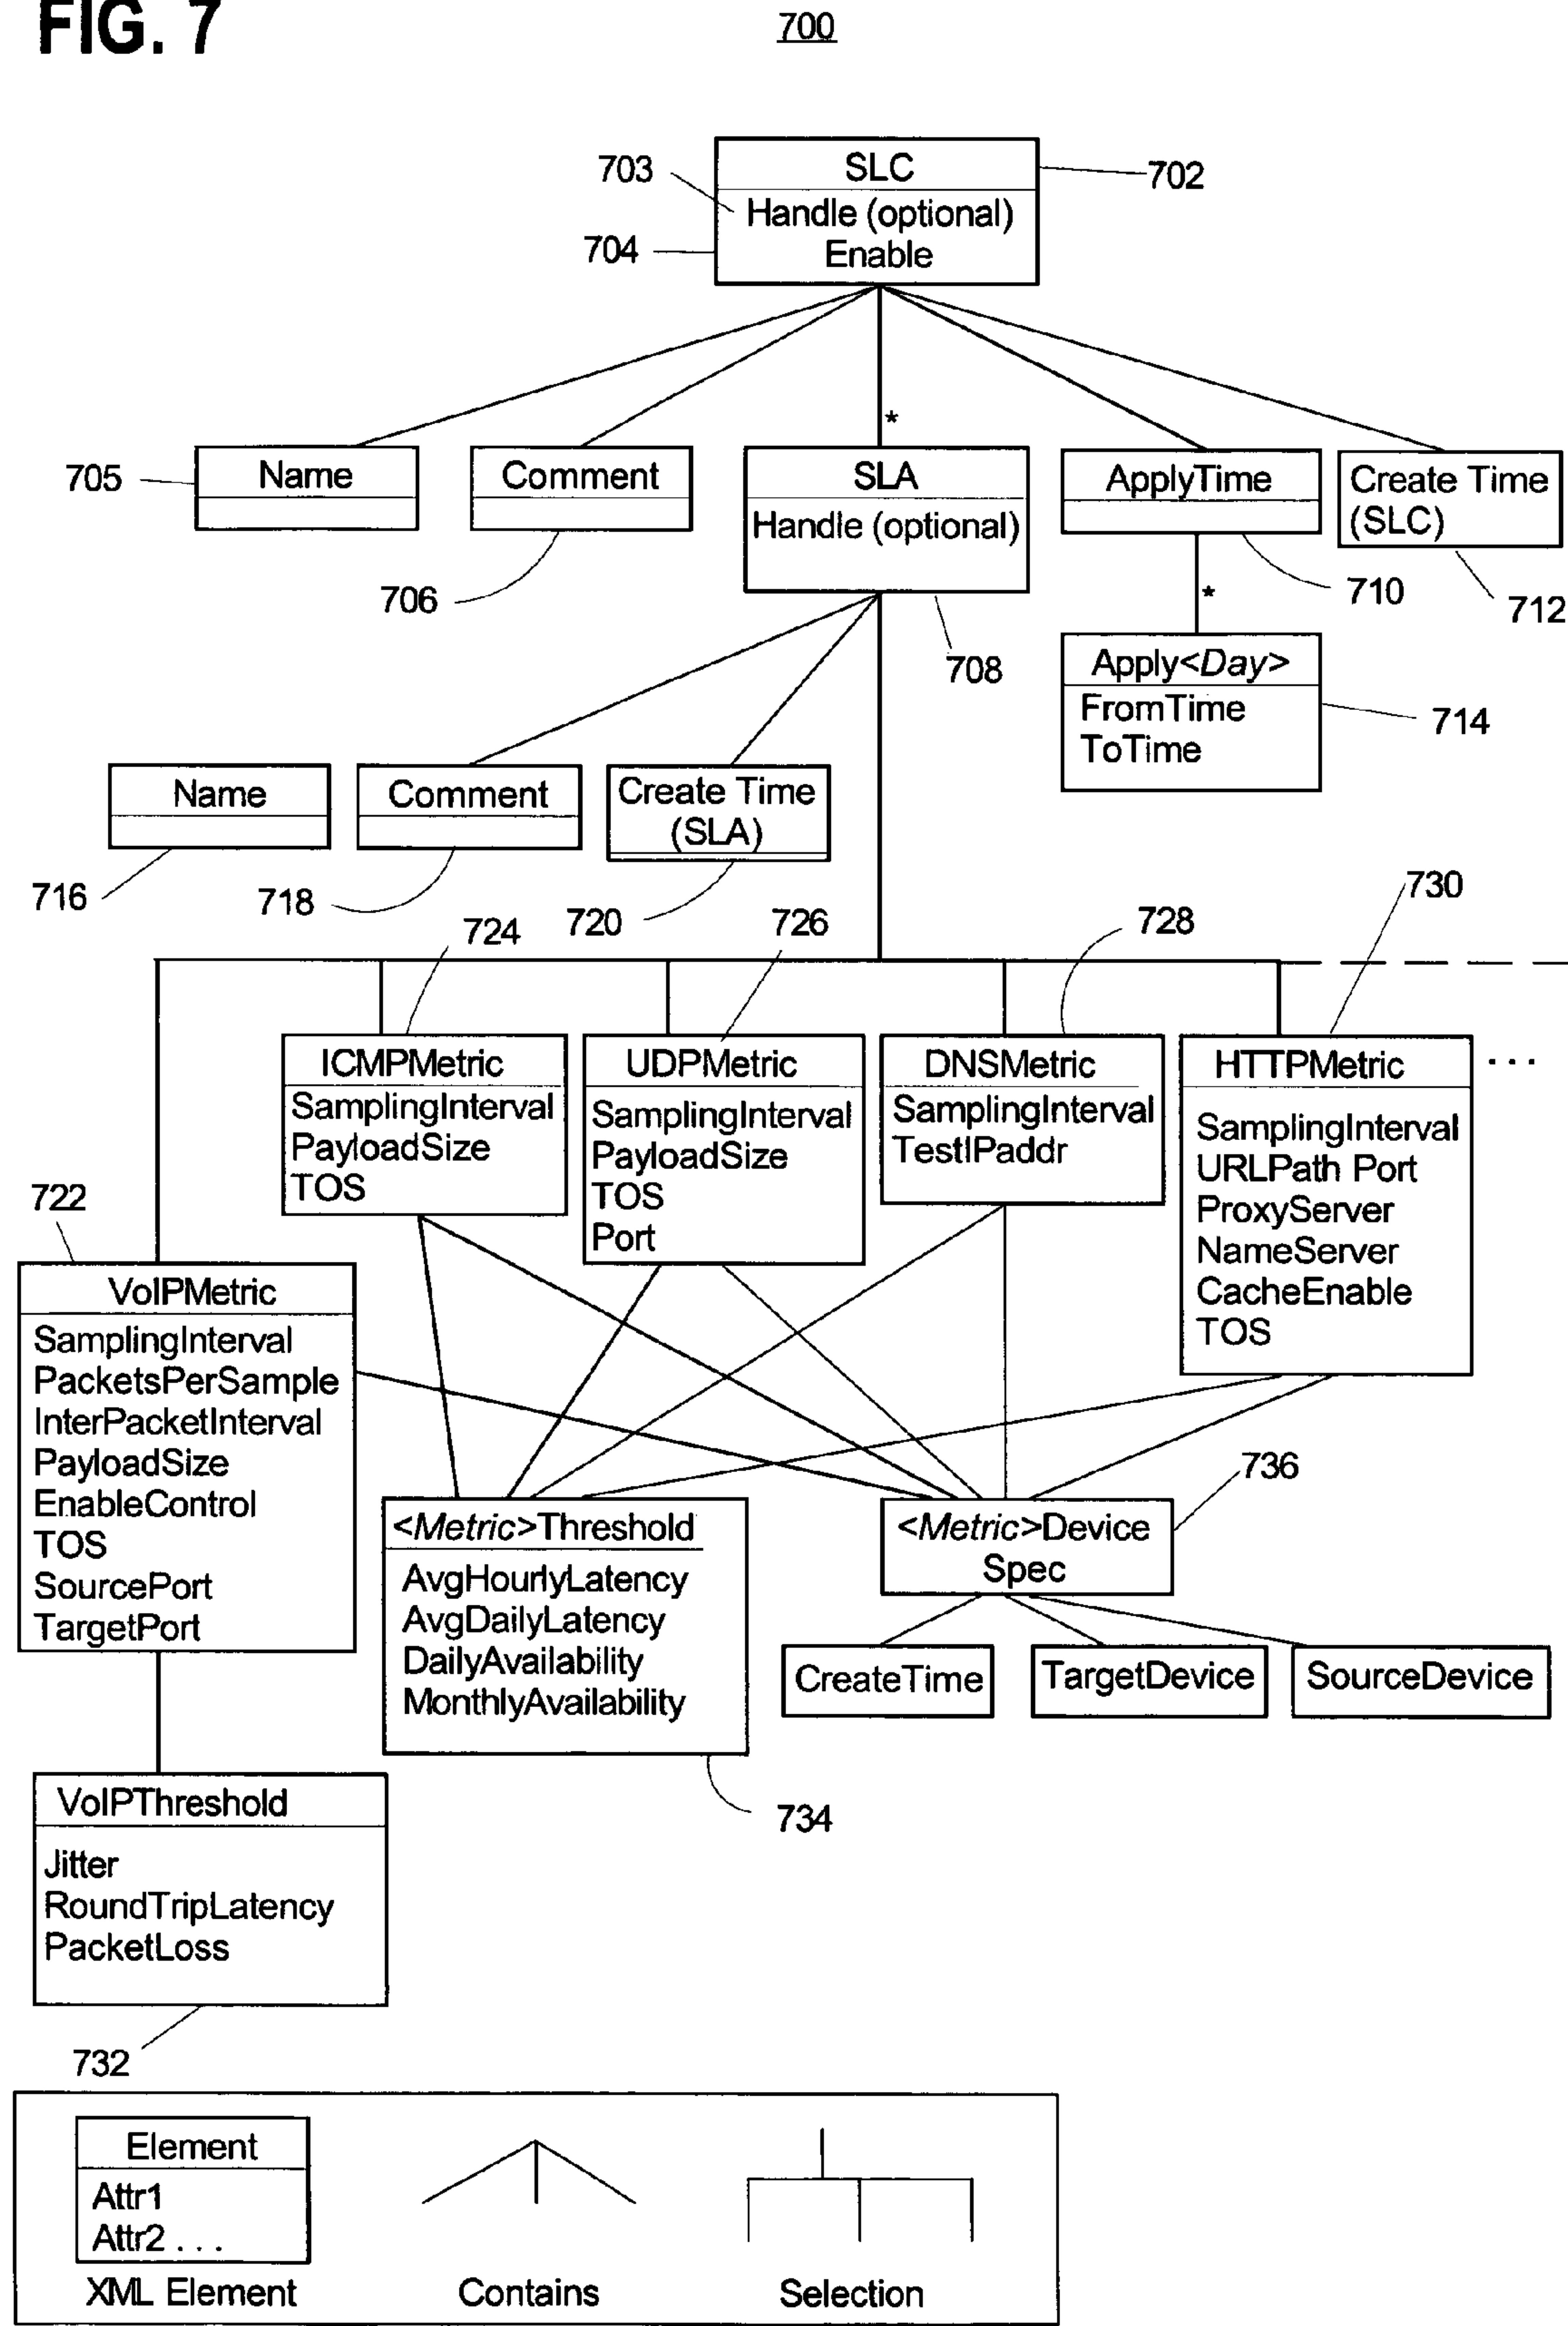 FIG. 7
700
703
SLC
702
Handle (optional)
704
Enable
*
705
Name
Comment
SLA
ApplyTime
Create Time
(SLC)
Handle (optional)
706
710
712
*
708
Apply<Day>
714
FromTime
ToTime
Name
Comment
Create Time
(SLA)
716
718
720
724
726
728
730
ICMPMetric
SamplingInterval
PayloadSize
TOS
UDPMetric
SamplingInterval
PayloadSize
TOS
Port
DNSMetric
SamplingInterval
TestIPaddr
HTTPMetric
SamplingInterval
URLPath Port
ProxyServer
NameServer
CacheEnable
TOS
...
722
VoIPMetric
SamplingInterval
PacketsPerSample
InterPacketInterval
PayloadSize
EnableControl
TOS
SourcePort
TargetPort
736
<Metric>Threshold
AvgHourlyLatency
AvgDailyLatency
DailyAvailability
MonthlyAvailability
<Metric>Device
Spec
CreateTime
TargetDevice
SourceDevice
734
VoIPThreshold
Jitter
RoundTripLatency
PacketLoss
732
Element
Attr1
Attr2 . . .
XML Element
Contains
Selection